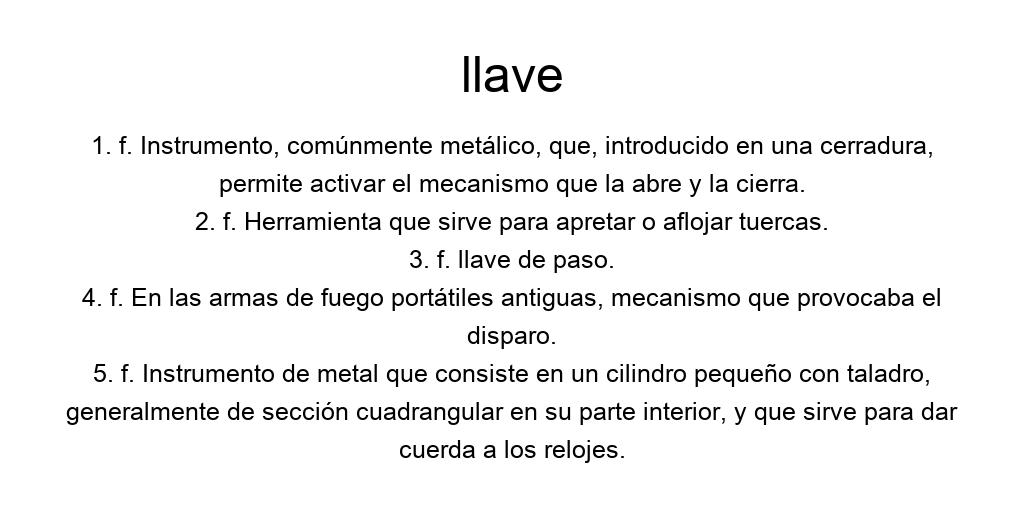 llave
1. f. Instrumento, comúnmente metálico, que, introducido en una cerradura,
permite activar el mecanismo que la abre y la cierra.
2. f. Herramienta que sirve para apretar o aflojar tuercas.
3. f. llave de paso.
4. f. En las armas de fuego portátiles antiguas, mecanismo que provocaba el
disparo.
5. f. Instrumento de metal que consiste en un cilindro pequeño con taladro,
generalmente de sección cuadrangular en su parte interior, y que sirve para dar
cuerda a los relojes.